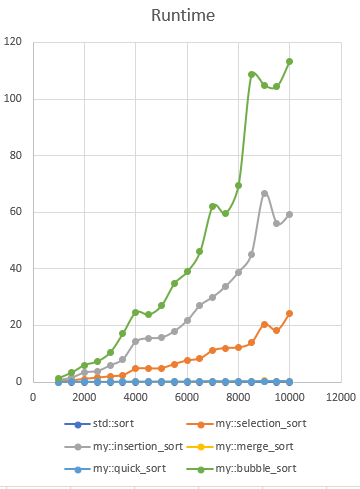 Runtime
120
100
80
60
40
20
0
0 2000 4000 6000 8000 10000 12000
std::sort my::selection_sort
my::insertion_sort my::merge_sort
my::quick_sort my::bubble_sort